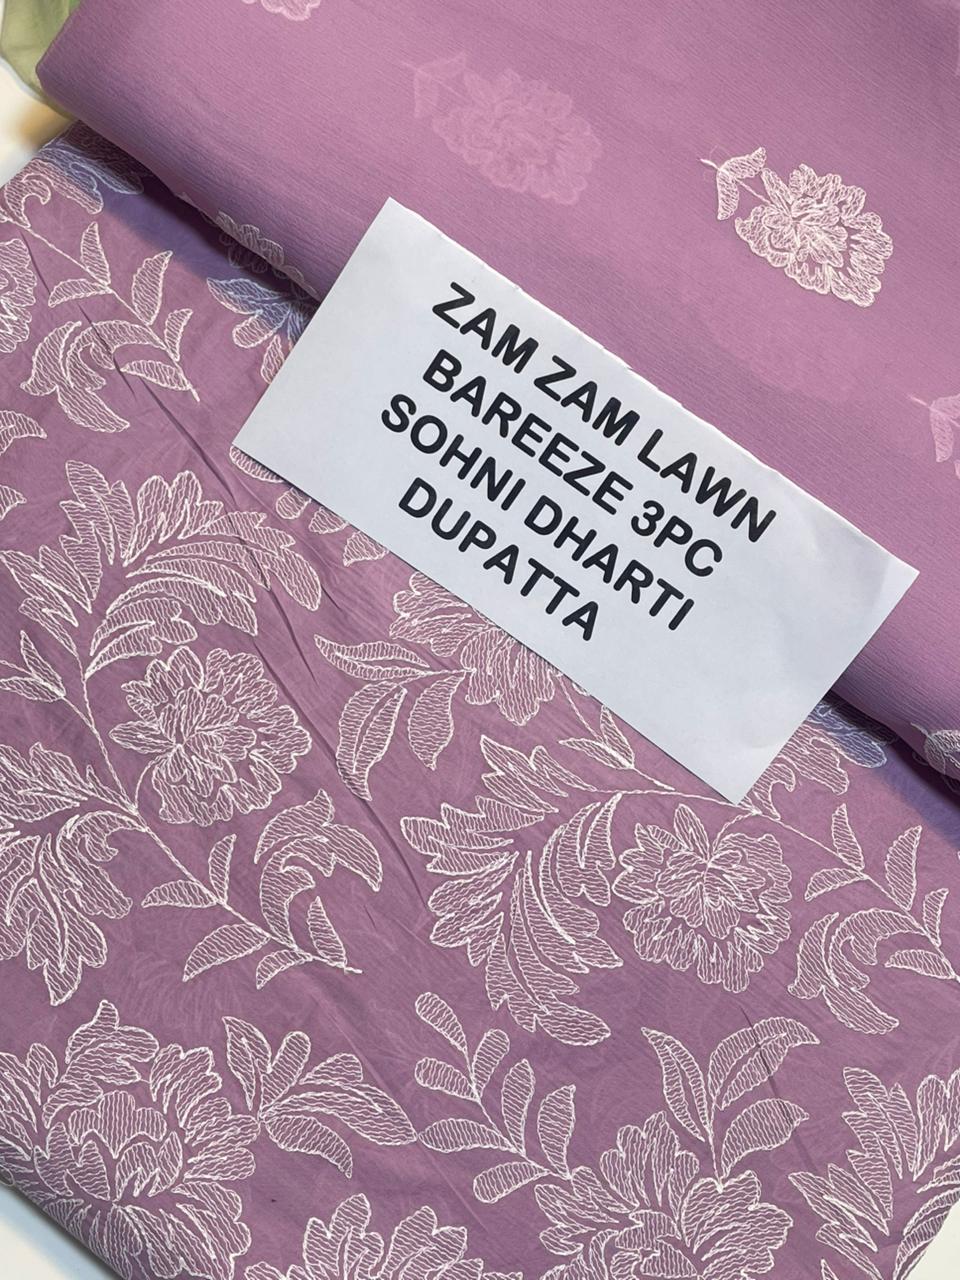 ZAM ZAM LAWN
BAREEZE 3PC
SOHNI DHARTI
DUPATTA